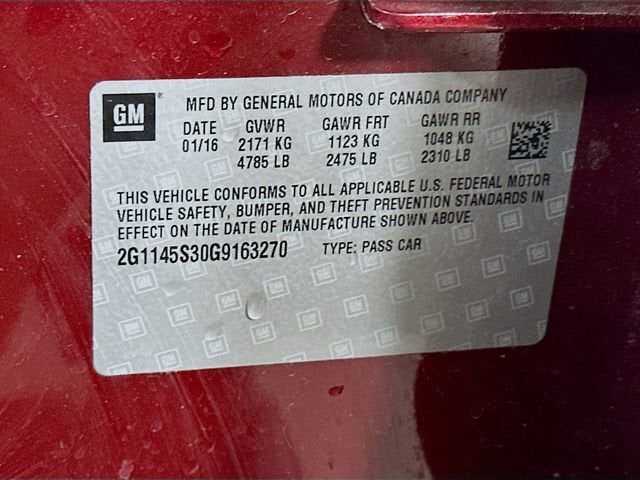 GM
MFD BY GENERAL MOTORS OF CANADA COMPANY
DATE GVWR GAWR FRT GAWR RR
01/16 2171 KG 1123 KG 1048 KG
4785 LB 2475 LB 2310 LB
THIS VEHICLE CONFORMS TO ALL APPLICABLE U.S. FEDERAL MOTOR
VEHICLE SAFETY, BUMPER, AND THEFT PREVENTION STANDARDS IN
EFFECT ON THE DATE OF MANUFACTURE SHOWN ABOVE.
2G1145S30G9163270 TYPE: PASS CAR